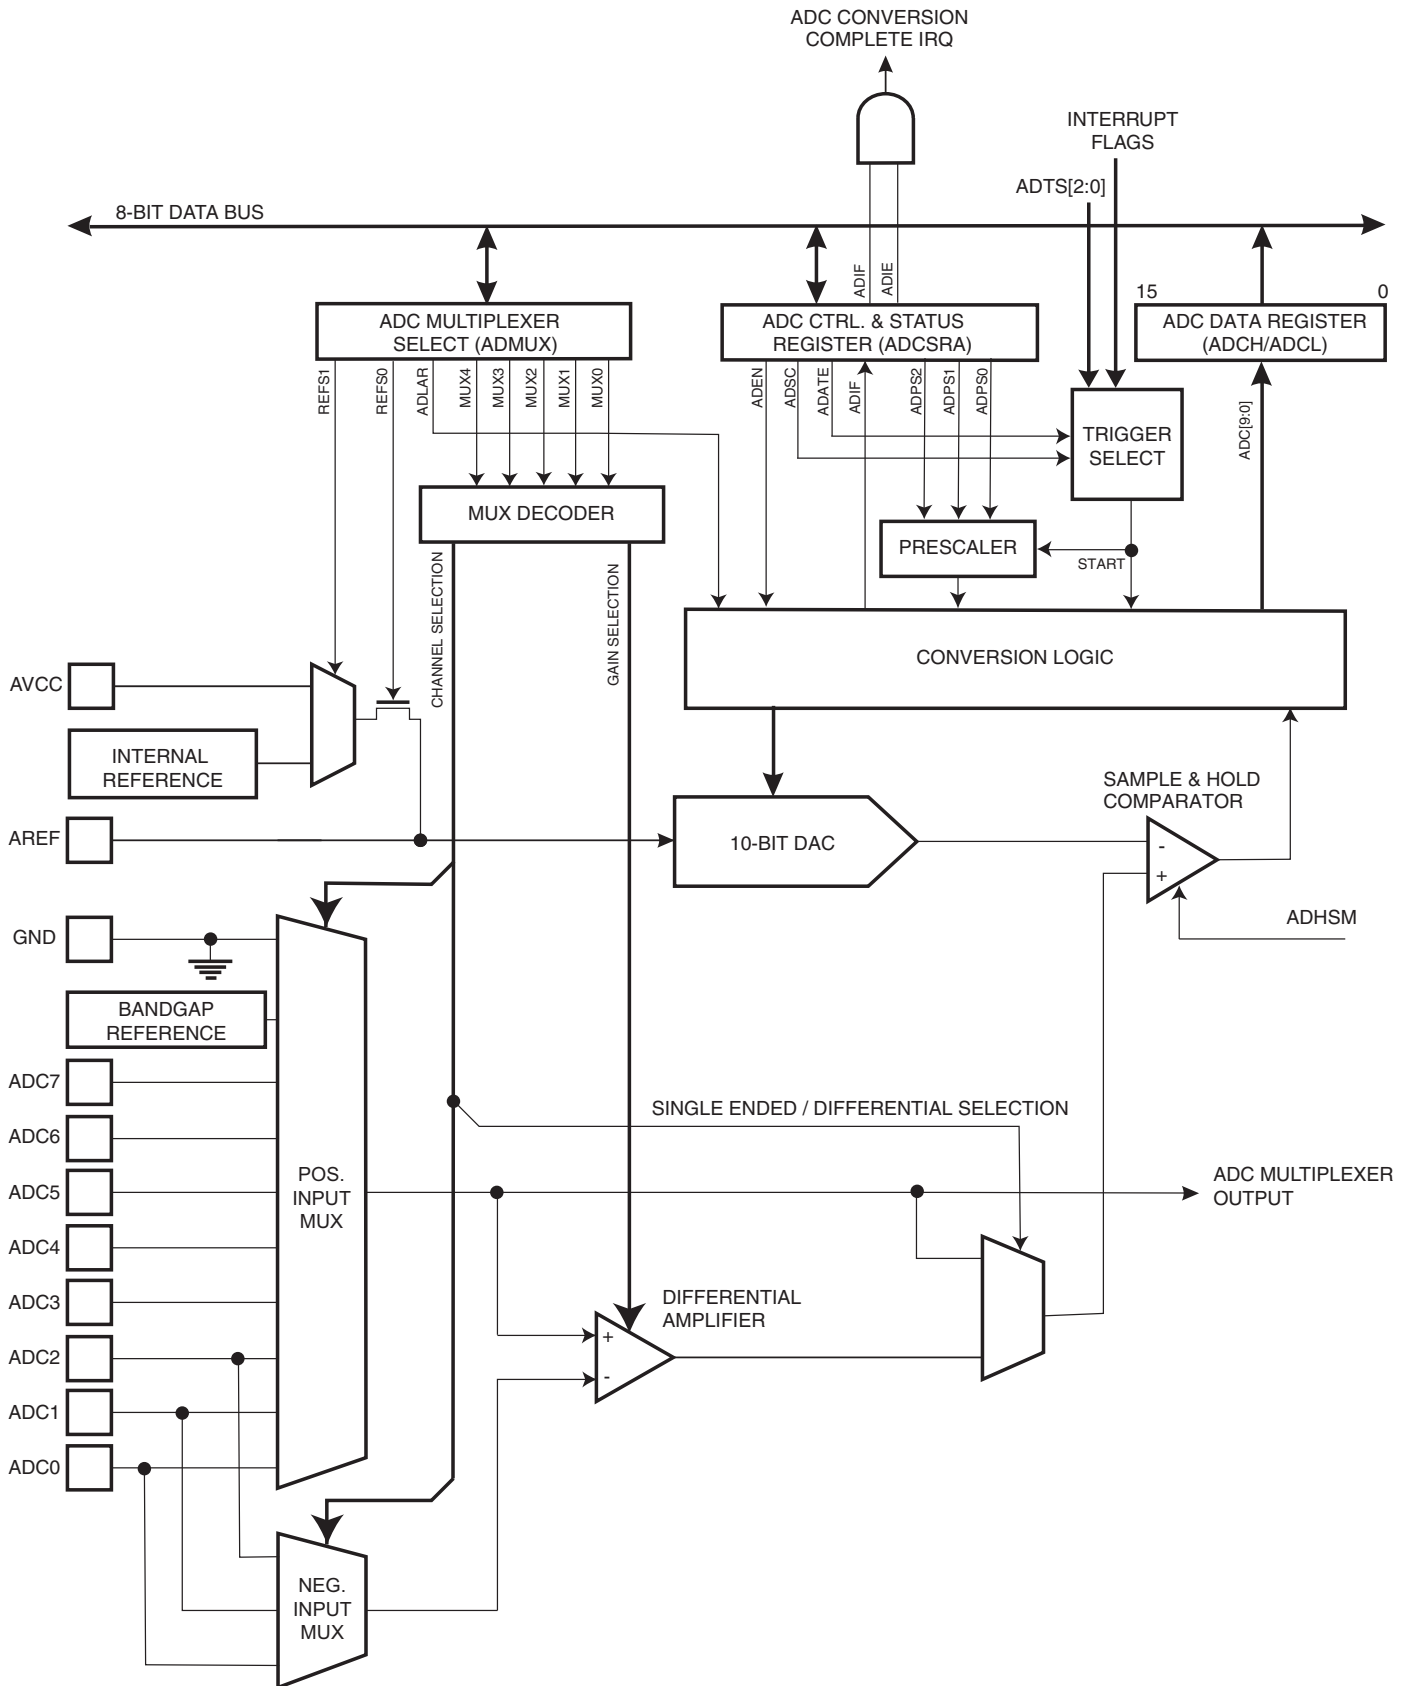 ADC CONVERSION
COMPLETE IRQ
INTERRUPT
FLAGS
ADTS[2:0]
8-BIT DATA BUS
ADIF
ADIE
15
0
ADC MULTIPLEXER
SELECT (ADMUX)
ADC CTRL. & STATUS
REGISTER (ADCSRA)
ADC DATA REGISTER
(ADCH/ADCL)
REFS1
REFS0
ADLAR
MUX4
MUX3
MUX2
MUX1
MUX0
ADEN
ADSC
ADATE
ADIF
ADPS2
ADPS1
ADPS0
ADC[9:0]
TRIGGER
SELECT
MUX DECODER
PRESCALER
START
CHANNEL SELECTION
GAIN SELECTION
CONVERSION LOGIC
AVCC
INTERNAL
REFERENCE
SAMPLE & HOLD
COMPARATOR
AREF
10-BIT DAC
-
+
ADHSM
GND
BANDGAP
REFERENCE
ADC7
SINGLE ENDED / DIFFERENTIAL SELECTION
ADC6
ADC5
POS.
INPUT
MUX
ADC MULTIPLEXER
OUTPUT
ADC4
ADC3
DIFFERENTIAL
AMPLIFIER
+
-
ADC2
ADC1
ADC0
NEG.
INPUT
MUX